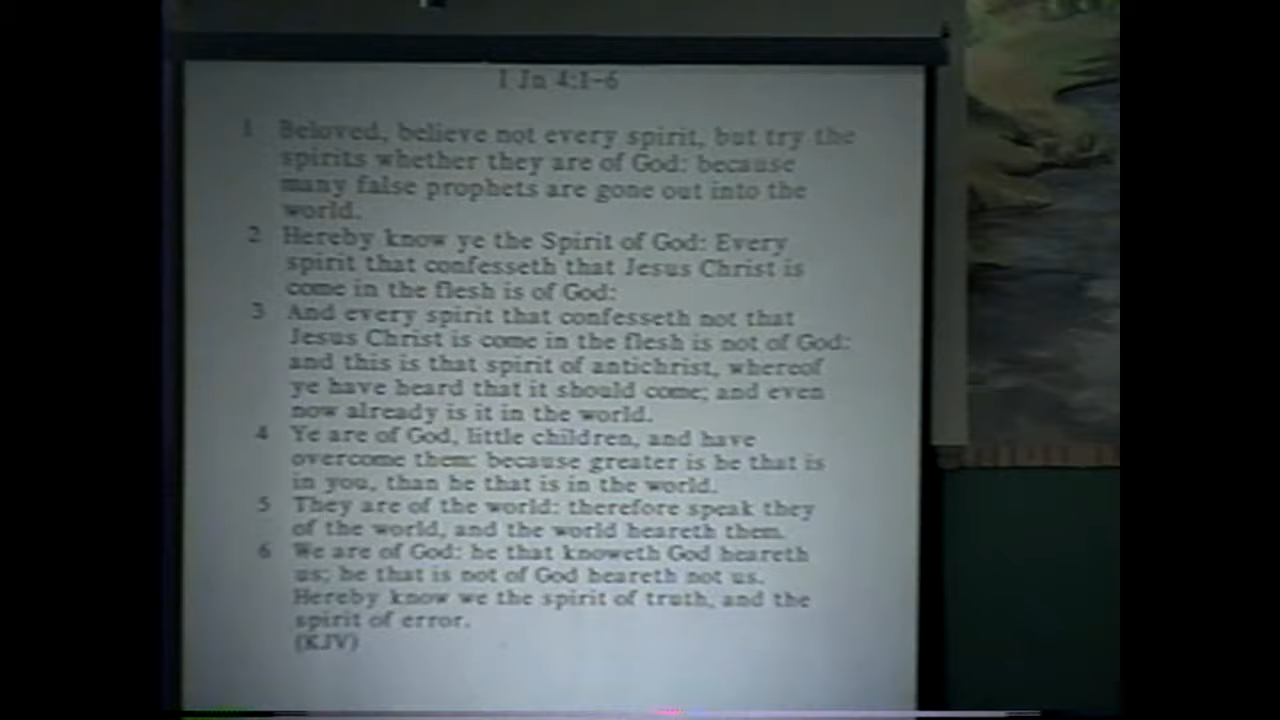 I Jn 4:1-6
1 Beloved, believe not every spirit, but try the
spirits whether they are of God: because
many false prophets are gone out into the
world.
2 Hereby know ye the Spirit of God: Every
spirit that confesseth that Jesus Christ is
come in the flesh is of God:
3 And every spirit that confesseth not that
Jesus Christ is come in the flesh is not of God:
and this is that spirit of antichrist, whereof
ye have heard that it should come; and even
now already is it in the world.
4 Ye are of God, little children, and have
overcome them: because greater is he that is
in you, than he that is in the world.
5 They are of the world: therefore speak they
of the world, and the world heareth them.
6 We are of God: he that knoweth God heareth
us; he that is not of God heareth not us.
Hereby know we the spirit of truth, and the
spirit of error.
(KJV)